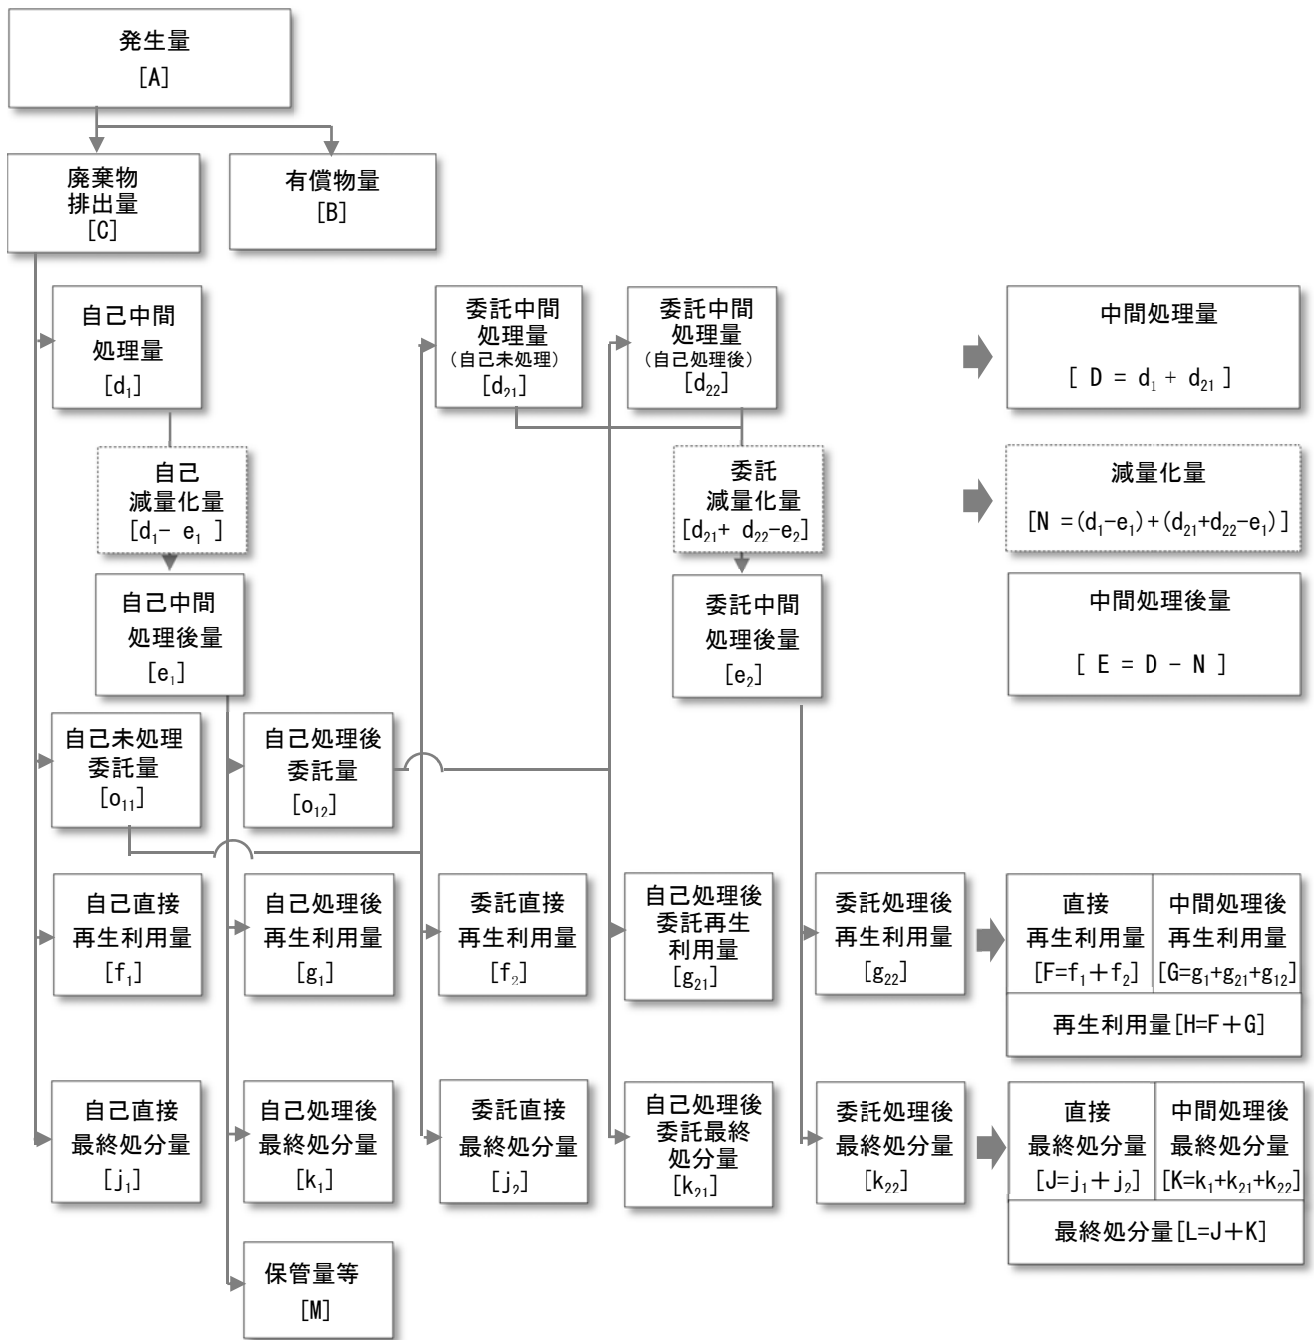 発生量
[A]
廃棄物
排出量
[C]
有償物量
[B]
自己中間
処理量
[d₁]
委託中間
処理量
(自己未処理)
[d₂₁]
委託中間
処理量
(自己処理後)
[d₂₂]
中間処理量
[ D = d₁ + d₂₁ ]
自己
減量化量
[d₁- e₁ ]
委託
減量化量
[d₂₁+ d₂₂-e₂]
減量化量
[N =(d₁-e₁)+(d₂₁+d₂₂-e₁)]
自己中間
処理後量
[e₁]
委託中間
処理後量
[e₂]
中間処理後量
[ E = D - N ]
自己未処理
委託量
[o₁₁]
自己処理後
委託量
[o₁₂]
自己直接
再生利用量
[f₁]
自己処理後
再生利用量
[g₁]
委託直接
再生利用量
[f₂]
自己処理後
委託再生
利用量
[g₂₁]
委託処理後
再生利用量
[g₂₂]
直接
再生利用量
[F=f₁+f₂]
中間処理後
再生利用量
[G=g₁+g₂₁+g₁₂]
再生利用量[H=F+G]
自己直接
最終処分量
[j₁]
自己処理後
最終処分量
[k₁]
委託直接
最終処分量
[j₂]
自己処理後
委託最終
処分量
[k₂₁]
委託処理後
最終処分量
[k₂₂]
直接
最終処分量
[J=j₁+j₂]
中間処理後
最終処分量
[K=k₁+k₂₁+k₂₂]
最終処分量[L=J+K]
保管量等
[M]